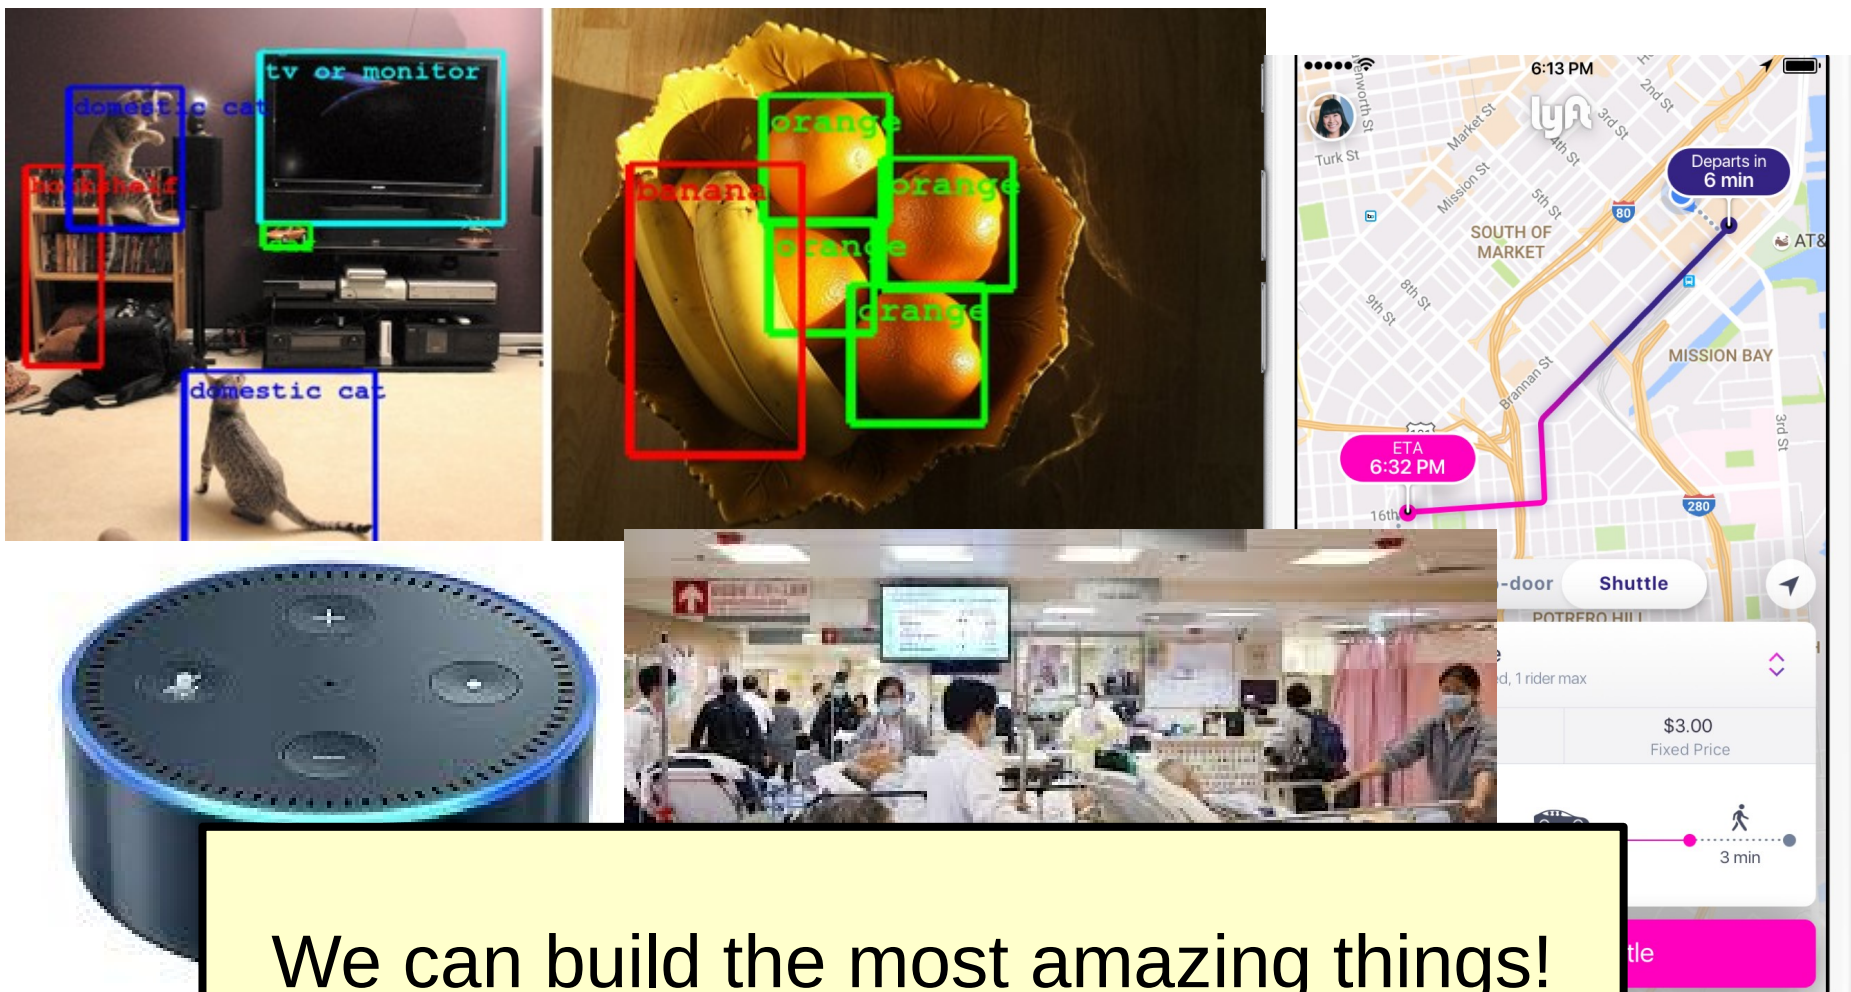 tv or monitor
domestic cat
bookshelf
domestic cat
orange
banana
orange
orange
orange
6:13 PM
lyft
2nd St
3rd St
Market St
4th St
Turk St
Departs in
6 min
Mission St
5th St
80
SOUTH OF
MARKET
AT&
8th St
9th St
MISSION BAY
Brannan St
3rd St
ETA
6:32 PM
280
16th
-door
Shuttle
POTRERO HILL
ed, 1 rider max
$3.00
Fixed Price
3 min
tle
We can build the most amazing things!